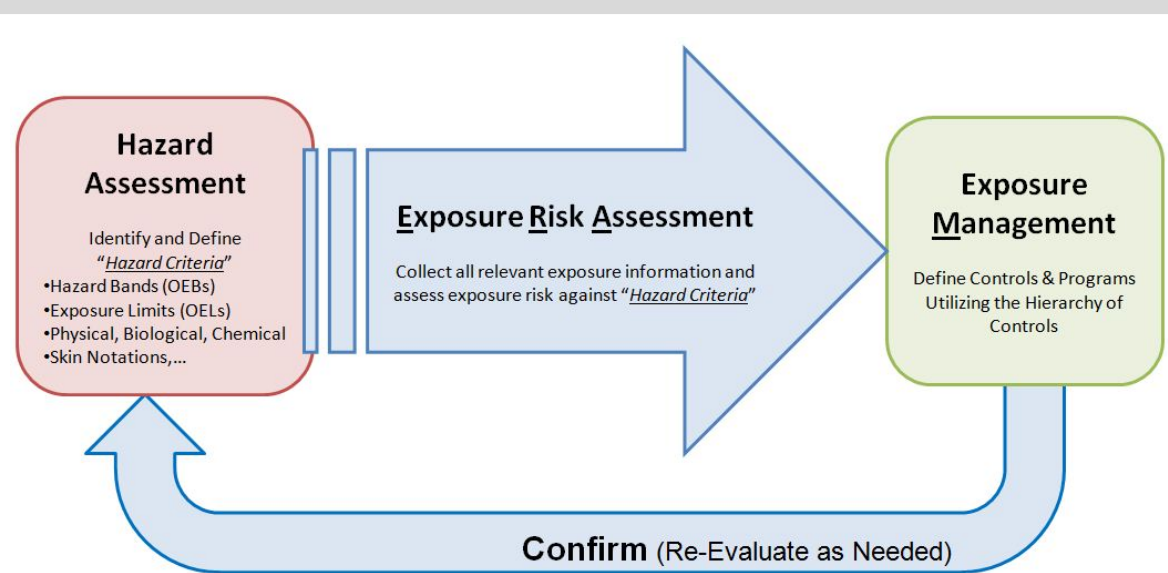 Hazard
Assessment
Identify and Define
“Hazard Criteria”
•Hazard Bands (OEBs)
•Exposure Limits (OELs)
•Physical, Biological, Chemical
•Skin Notations,...
Exposure Risk Assessment
Collect all relevant exposure information and
assess exposure risk against “Hazard Criteria”
Exposure
Management
Define Controls & Programs
Utilizing the Hierarchy of
Controls
Confirm (Re-Evaluate as Needed)